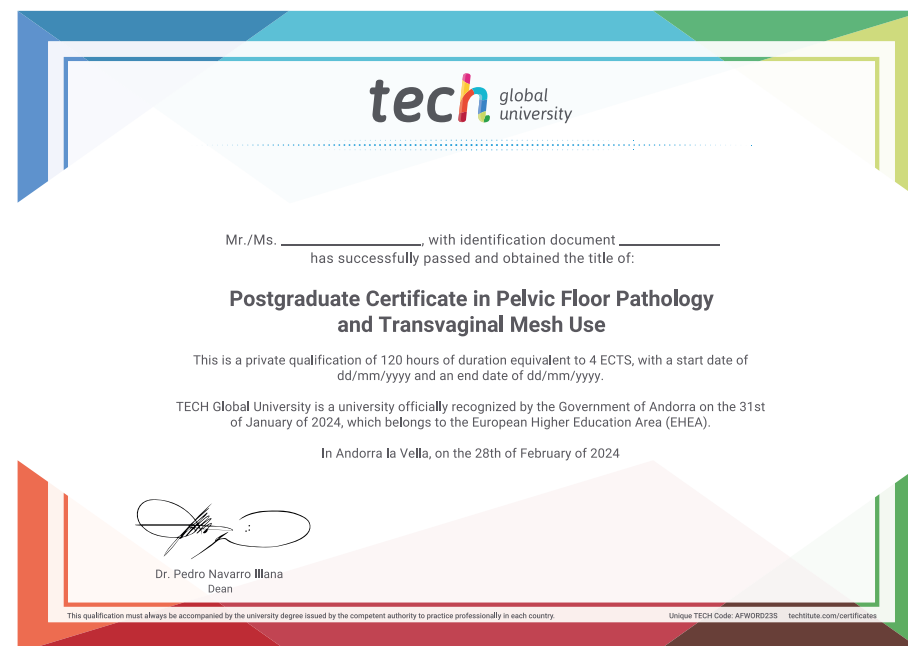 tech global university
Mr./Ms. ____________, with identification document ____________
has successfully passed and obtained the title of:
Postgraduate Certificate in Pelvic Floor Pathology
and Transvaginal Mesh Use
This is a private qualification of 120 hours of duration equivalent to 4 ECTS, with a start date of
dd/mm/yyyy and an end date of dd/mm/yyyy.
TECH Global University is a university officially recognized by the Government of Andorra on the 31st
of January of 2024, which belongs to the European Higher Education Area (EHEA).
In Andorra la Vella, on the 28th of February of 2024
Dr. Pedro Navarro Illana
Dean
This qualification must always be accompanied by the university degree issued by the competent authority to practice professionally in each country.
Unique TECH Code: AFWORD23S techtitute.com/certificates